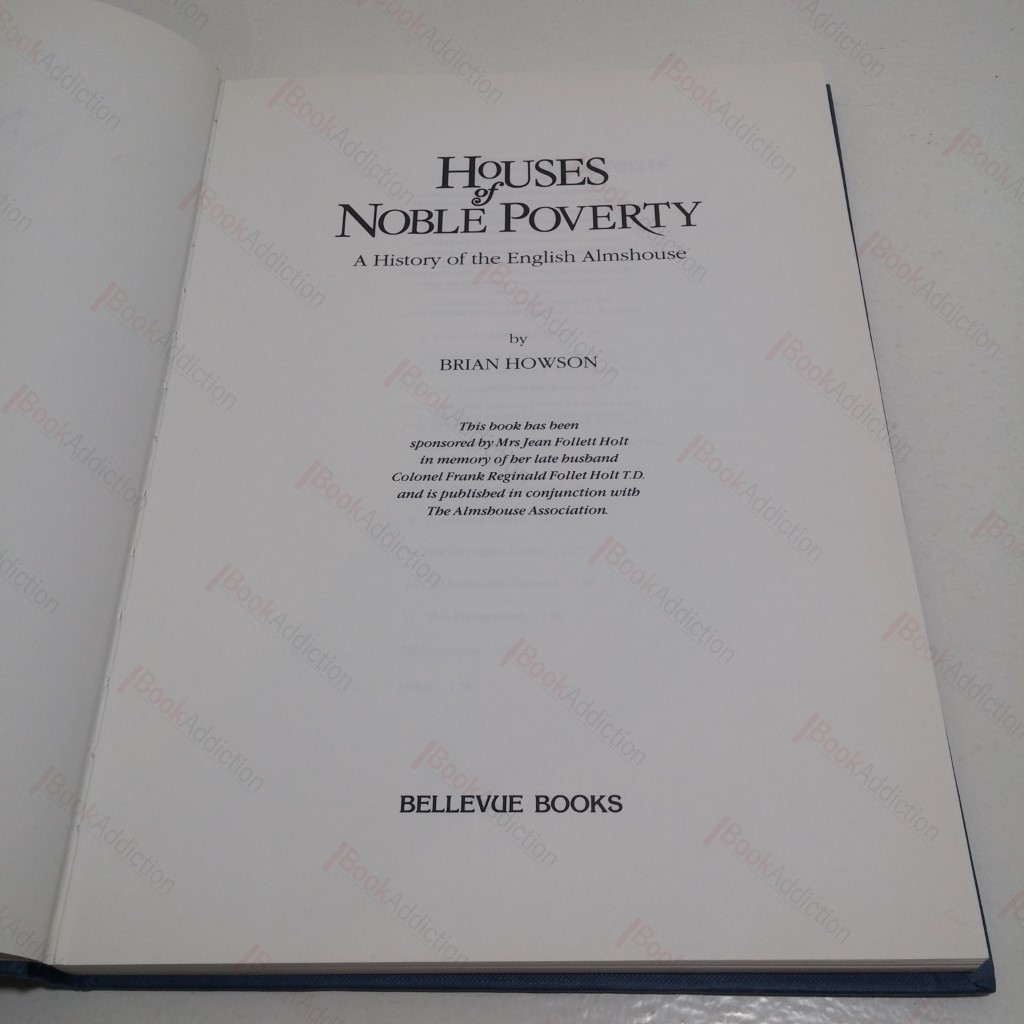 HOUSES
of
NOBLE POVERTY
A History of the English Almshouse
by
BRIAN HOWSON
This book has been
sponsored by Mrs Jean Follett Holt
in memory of her late husband
Colonel Frank Reginald Follet Holt T.D.
and is published in conjunction with
The Almshouse Association.
BELLEVUE BOOKS
BookAddiction